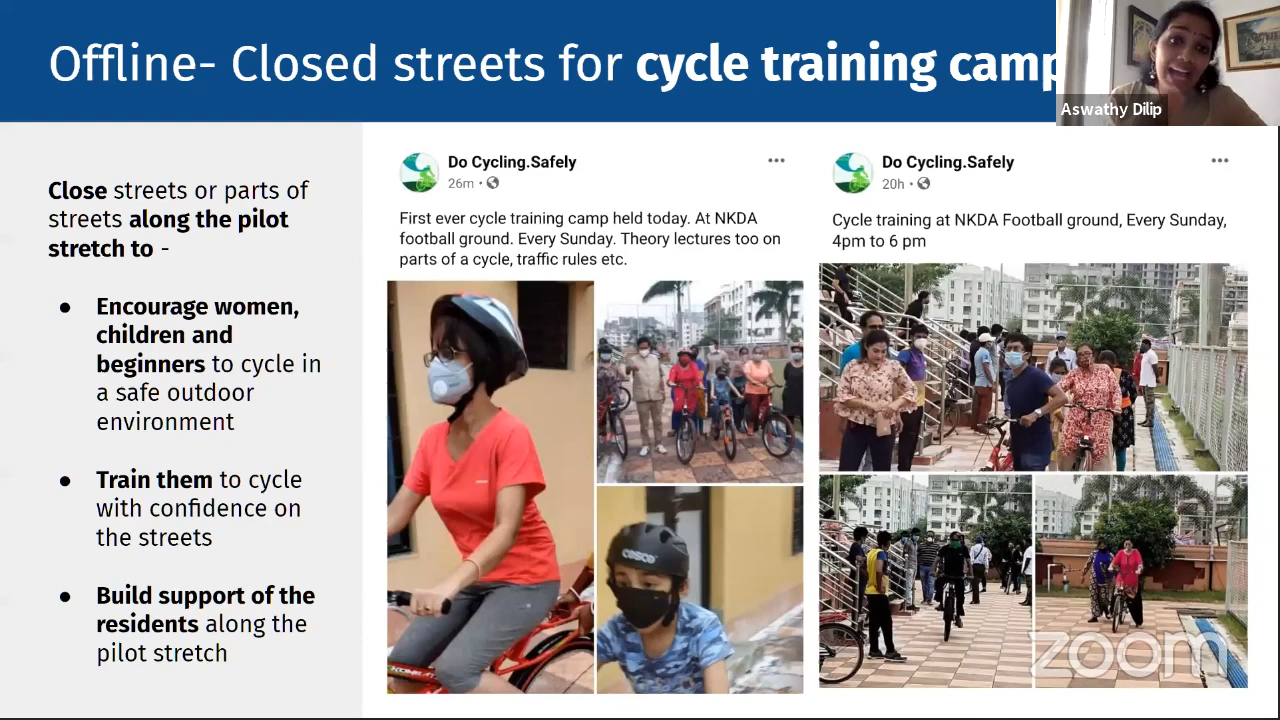 Offline- Closed streets for cycle training camp
Aswathy Dilip
Close streets or parts of
streets along the pilot
stretch to -
● Encourage women,
children and
beginners to cycle in
a safe outdoor
environment
● Train them to cycle
with confidence on
the streets
● Build support of the
residents along the
pilot stretch
Do Cycling.Safely
26m •
First ever cycle training camp held today. At NKDA
football ground. Every Sunday. Theory lectures too on
parts of a cycle, traffic rules etc.
Do Cycling.Safely
20h •
Cycle training at NKDA Football ground, Every Sunday,
4pm to 6 pm
zoom